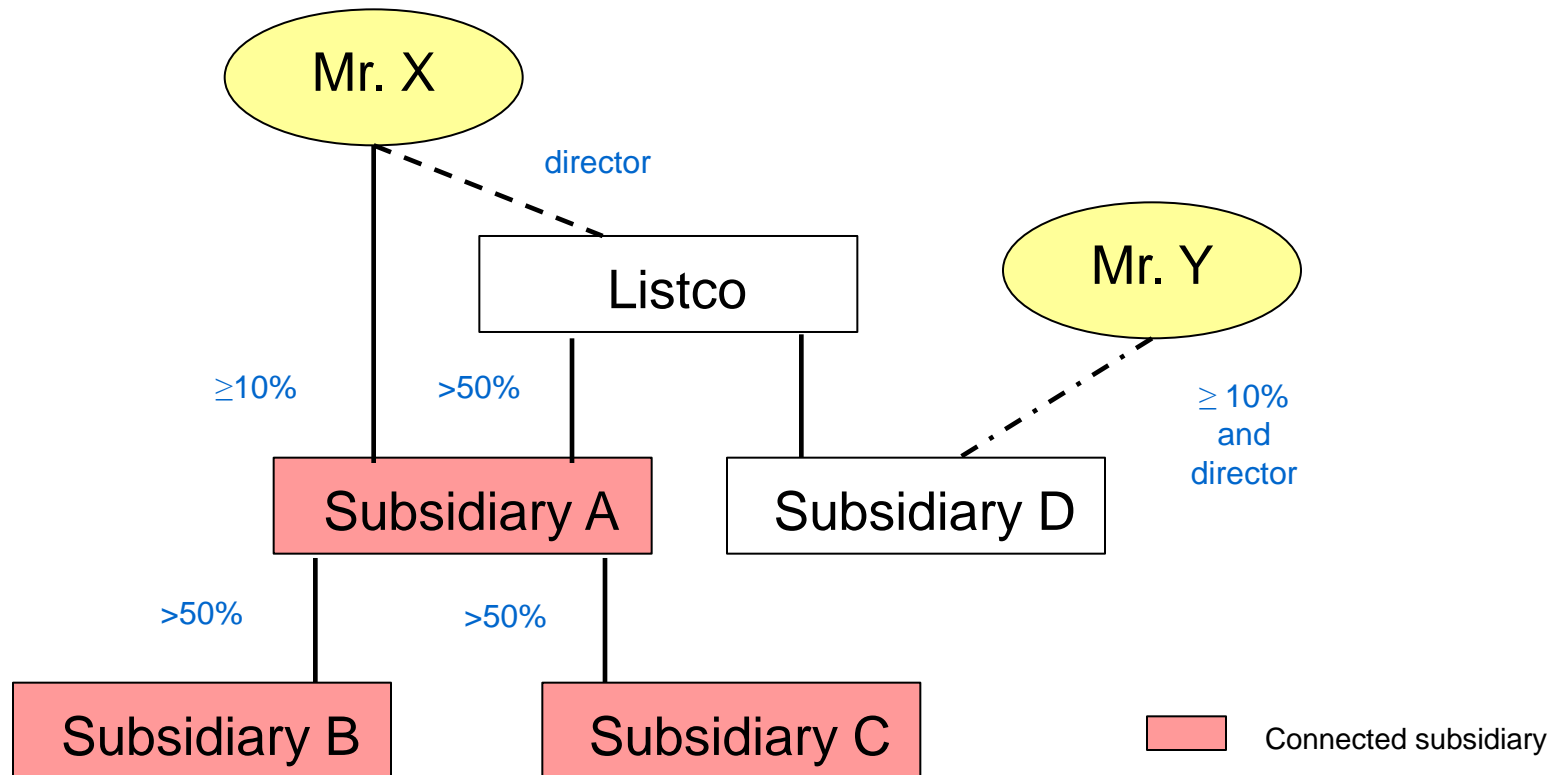 Mr. X
director
Listco
Mr. Y
≥10%
>50%
≥ 10%
and
director
Subsidiary A
Subsidiary D
>50%
>50%
Subsidiary B
Subsidiary C
Connected subsidiary